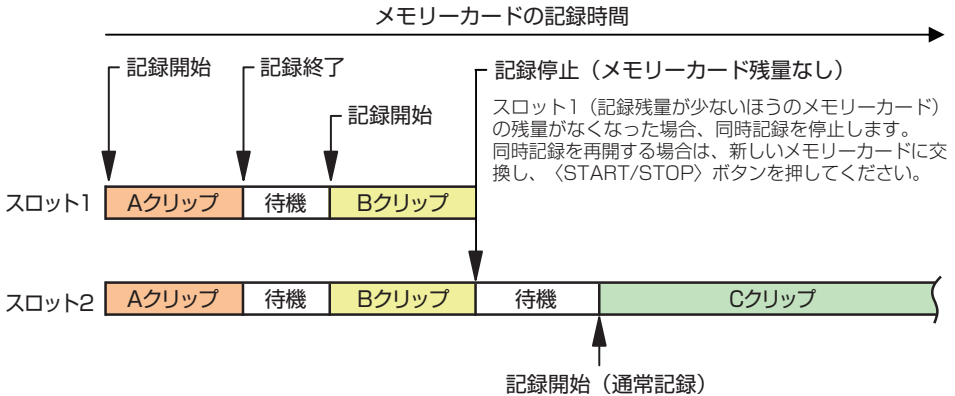 メモリーカードの記録時間
記録開始
記録終了
記録開始
記録停止（メモリーカード残量なし）
スロット1（記録残量が少ないほうのメモリーカード）
の残量がなくなった場合、同時記録を停止します。
同時記録を再開する場合は、新しいメモリーカードに交
換し、〈START/STOP〉ボタンを押してください。
スロット1 Aクリップ 待機 Bクリップ
スロット2 Aクリップ 待機 Bクリップ 待機 Cクリップ
記録開始（通常記録）